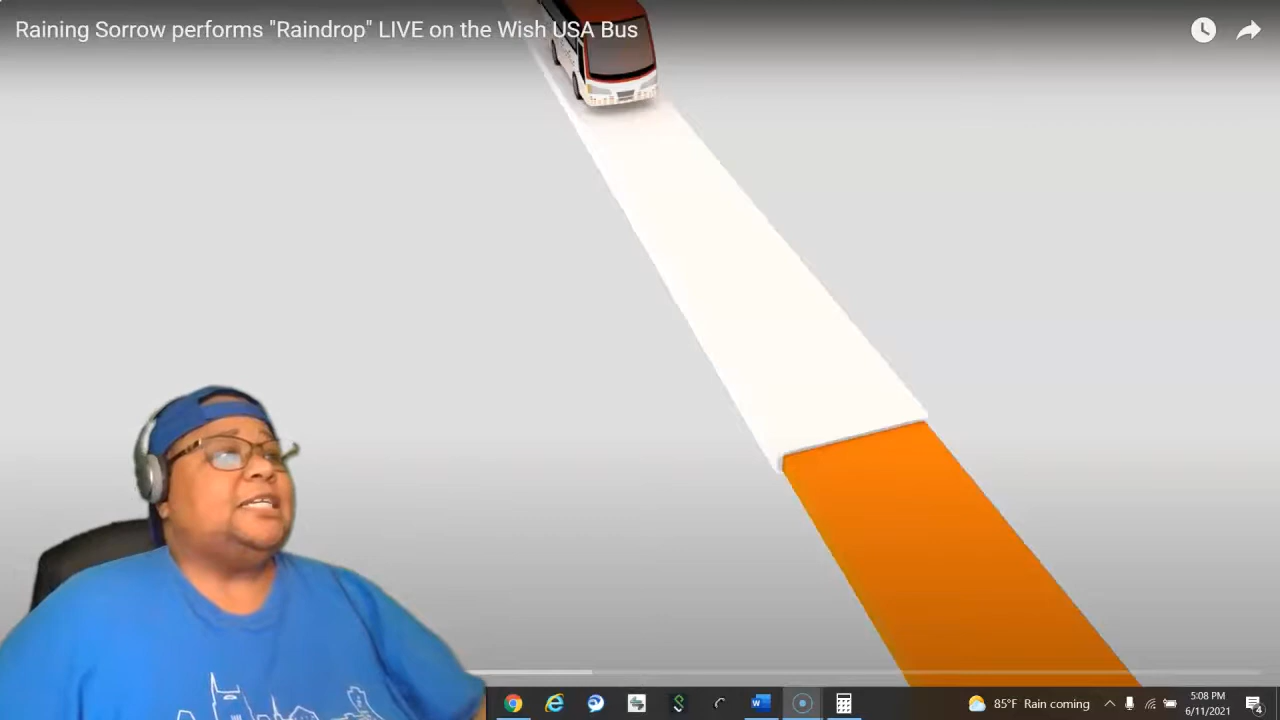 Raining Sorrow performs "Raindrop" LIVE on the Wish USA Bus
85°F Rain coming
5:08 PM
6/11/2021
4